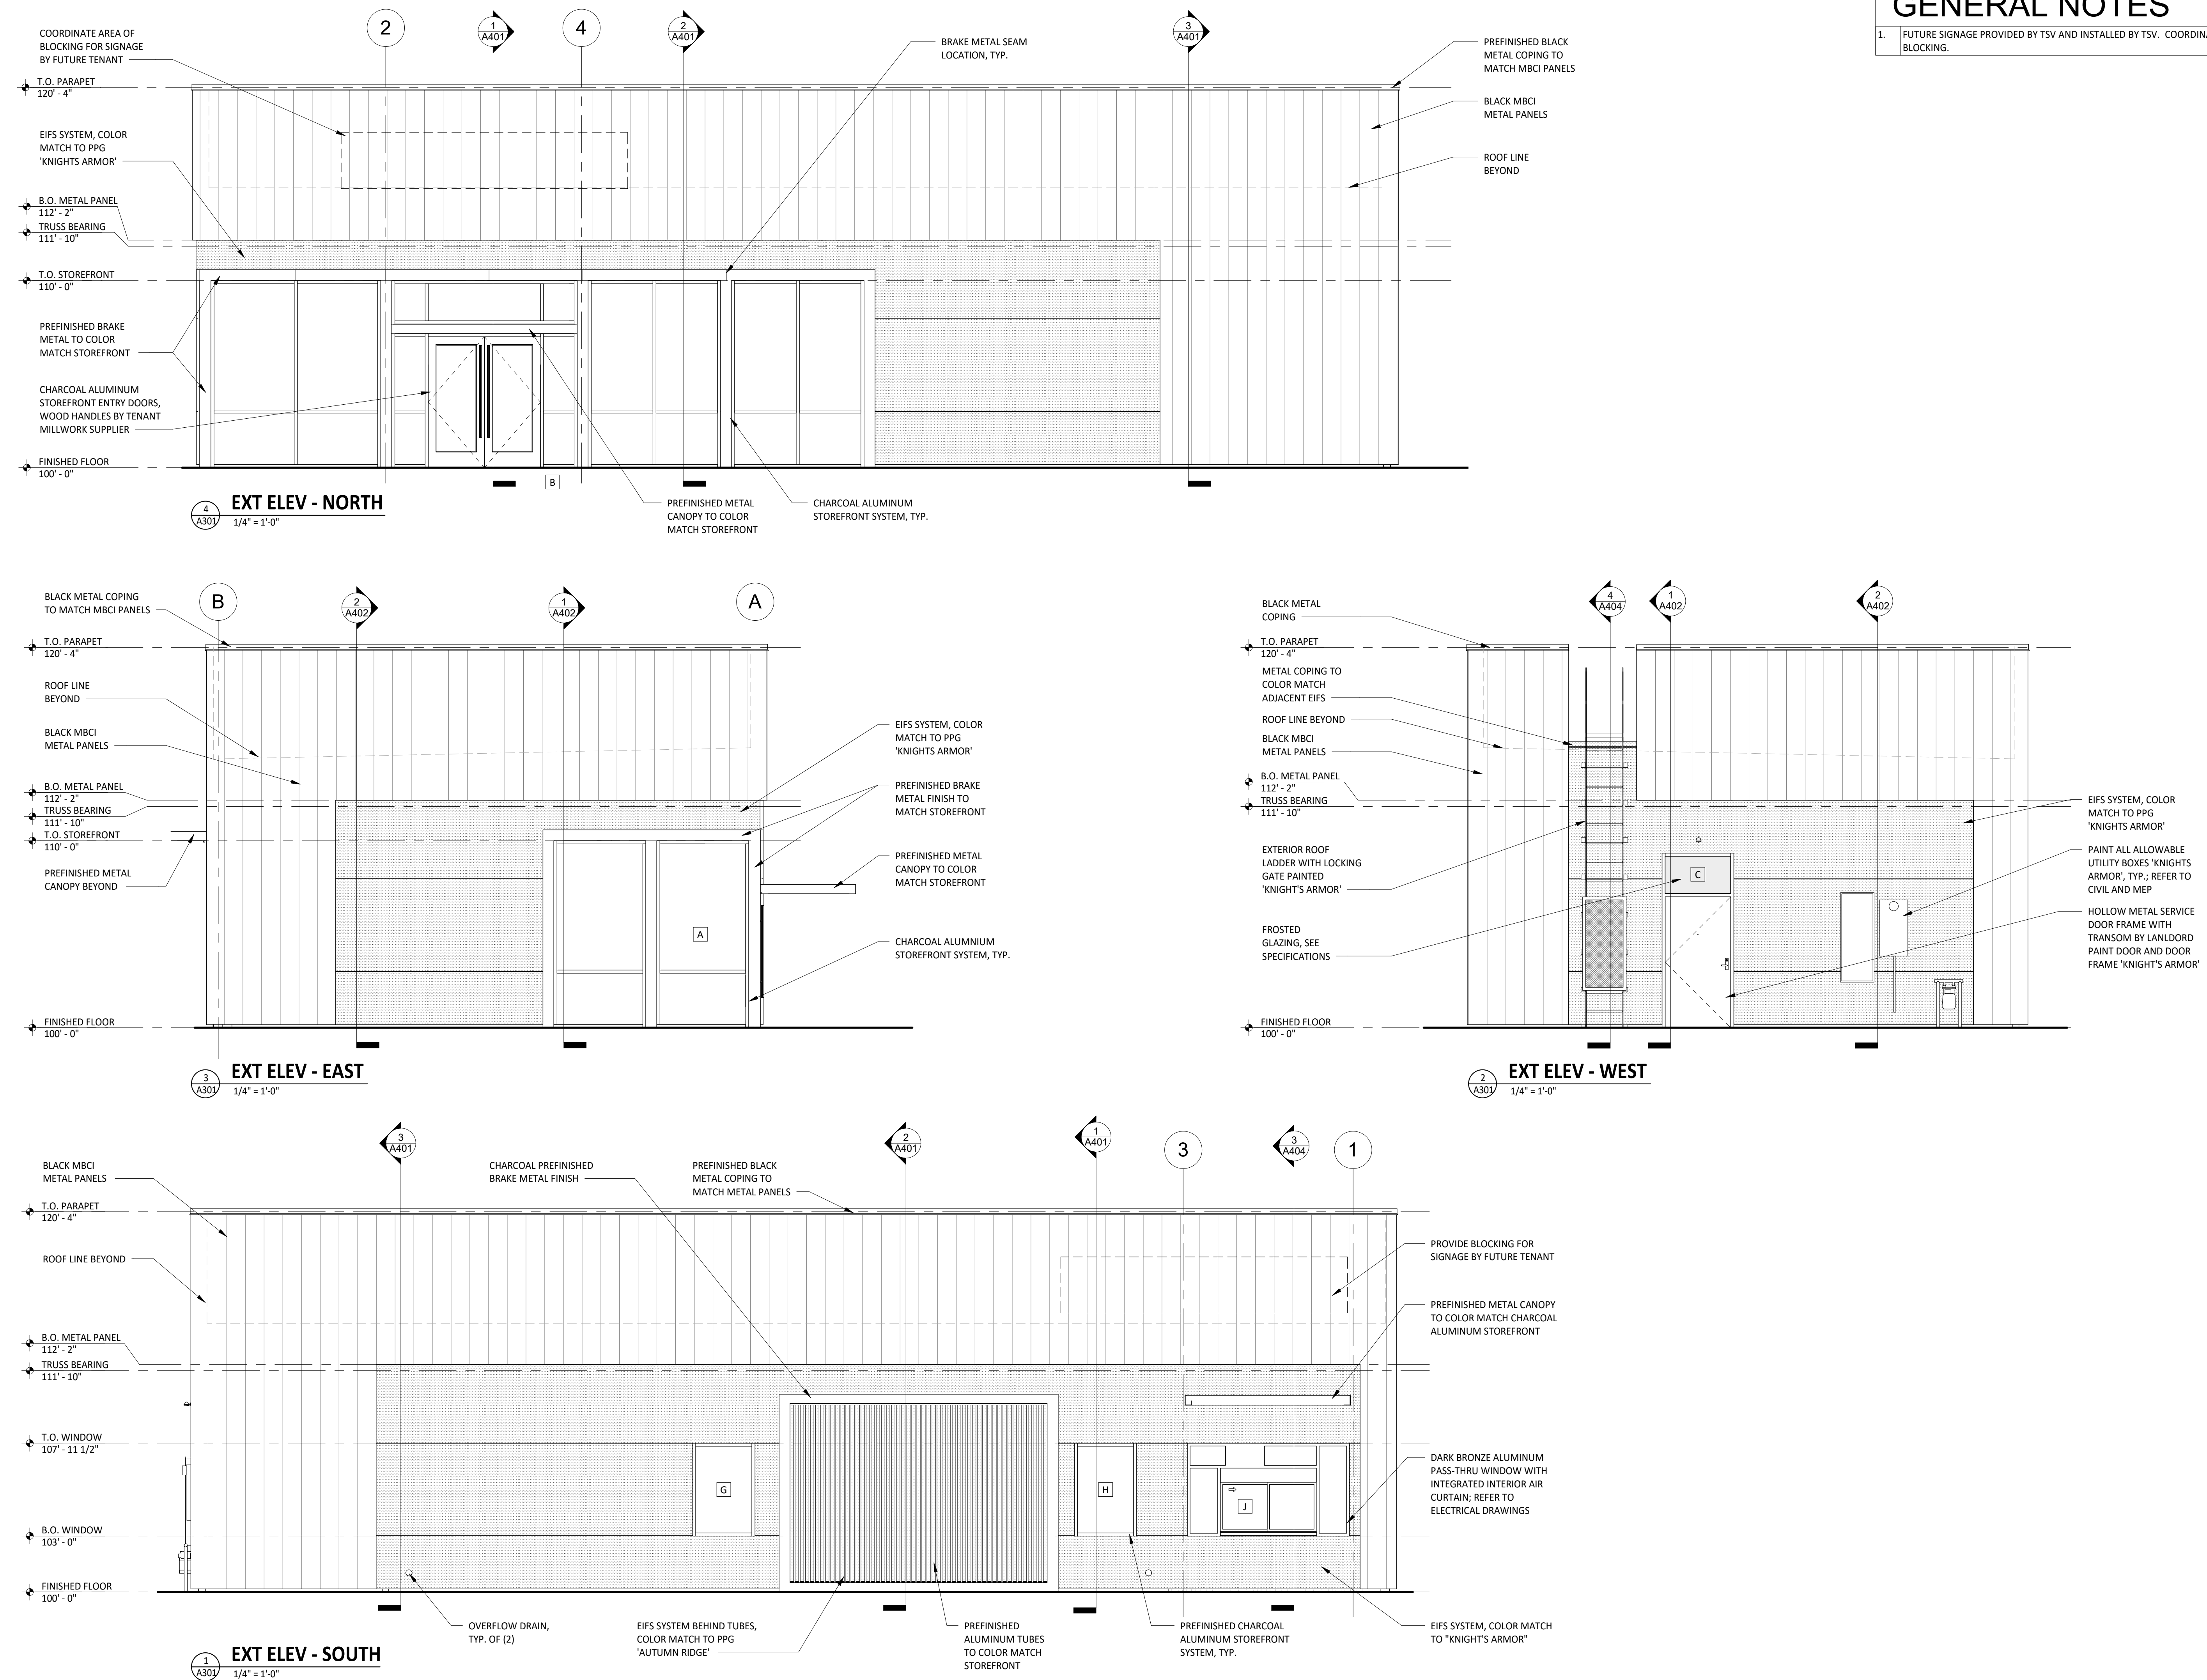 GENERAL NOTES
1. FUTURE SIGNAGE PROVIDED BY TSV AND INSTALLED BY TSV. 
BLOCKING.
2
1
A401
4
2
A401
3
A401
COORDINATE AREA OF
BLOCKING FOR SIGNAGE
BY FUTURE TENANT
T.O. PARAPET
120' - 4"
EIFS SYSTEM, COLOR
MATCH TO PPG
'KNIGHTS ARMOR'
B.O. METAL PANEL
112' - 2"
TRUSS BEARING
111' - 10"
T.O. STOREFRONT
110' - 0"
PREFINISHED BRAKE
METAL TO COLOR
MATCH STOREFRONT
CHARCOAL ALUMINUM
STOREFRONT ENTRY DOORS,
WOOD HANDLES BY TENANT
MILLWORK SUPPLIER
FINISHED FLOOR
100' - 0"
BRAKE METAL SEAM
LOCATION, TYP.
PREFINISHED BLACK
METAL COPING TO
MATCH MBCI PANELS
BLACK MBCI
METAL PANELS
ROOF LINE
BEYOND
B
PREFINISHED METAL
CANOPY TO COLOR
MATCH STOREFRONT
CHARCOAL ALUMINUM
STOREFRONT SYSTEM, TYP.
4
A301
EXT ELEV - NORTH
1/4" = 1'-0"
B
2
A402
1
A402
A
BLACK METAL COPING
TO MATCH MBCI PANELS
T.O. PARAPET
120' - 4"
ROOF LINE
BEYOND
BLACK MBCI
METAL PANELS
B.O. METAL PANEL
112' - 2"
TRUSS BEARING
111' - 10"
T.O. STOREFRONT
110' - 0"
PREFINISHED METAL
CANOPY BEYOND
FINISHED FLOOR
100' - 0"
EIFS SYSTEM, COLOR
MATCH TO PPG
'KNIGHTS ARMOR'
PREFINISHED BRAKE
METAL FINISH TO
MATCH STOREFRONT
PREFINISHED METAL
CANOPY TO COLOR
MATCH STOREFRONT
A
CHARCOAL ALUMNIUM
STOREFRONT SYSTEM, TYP.
3
A301
EXT ELEV - EAST
1/4" = 1'-0"
4
A404
1
A402
2
A402
BLACK METAL
COPING
T.O. PARAPET
120' - 4"
METAL COPING TO
COLOR MATCH
ADJACENT EIFS
ROOF LINE BEYOND
BLACK MBCI
METAL PANELS
B.O. METAL PANEL
112' - 2"
TRUSS BEARING
111' - 10"
EXTERIOR ROOF
LADDER WITH LOCKING
GATE PAINTED
'KNIGHT'S ARMOR'
FROSTED
GLAZING, SEE
SPECIFICATIONS
FINISHED FLOOR
100' - 0"
C
EIFS SYSTEM, COLOR
MATCH TO PPG
'KNIGHTS ARMOR'
PAINT ALL ALLOWABLE
UTILITY BOXES 'KNIGHTS
ARMOR', TYP.; REFER TO
CIVIL AND MEP
HOLLOW METAL SERVICE
DOOR FRAME WITH
TRANSOM BY LANLDORD
PAINT DOOR AND DOOR
FRAME 'KNIGHT'S ARMOR'
2
A301
EXT ELEV - WEST
1/4" = 1'-0"
3
A401
2
A401
1
A401
3
3
A404
1
BLACK MBCI
METAL PANELS
CHARCOAL PREFINISHED
BRAKE METAL FINISH
PREFINISHED BLACK
METAL COPING TO
MATCH METAL PANELS
T.O. PARAPET
120' - 4"
ROOF LINE BEYOND
B.O. METAL PANEL
112' - 2"
TRUSS BEARING
111' - 10"
T.O. WINDOW
107' - 11 1/2"
B.O. WINDOW
103' - 0"
FINISHED FLOOR
100' - 0"
PROVIDE BLOCKING FOR
SIGNAGE BY FUTURE TENANT
PREFINISHED METAL CANOPY
TO COLOR MATCH CHARCOAL
ALUMINUM STOREFRONT
DARK BRONZE ALUMINUM
PASS-THRU WINDOW WITH
INTEGRATED INTERIOR AIR
CURTAIN; REFER TO
ELECTRICAL DRAWINGS
G
H
J
OVERFLOW DRAIN,
TYP. OF (2)
EIFS SYSTEM BEHIND TUBES,
COLOR MATCH TO PPG
'AUTUMN RIDGE'
PREFINISHED
ALUMINUM TUBES
TO COLOR MATCH
STOREFRONT
PREFINISHED CHARCOAL
ALUMINUM STOREFRONT
SYSTEM, TYP.
EIFS SYSTEM, COLOR MATCH
TO "KNIGHT'S ARMOR"
1
A301
EXT ELEV - SOUTH
1/4" = 1'-0"